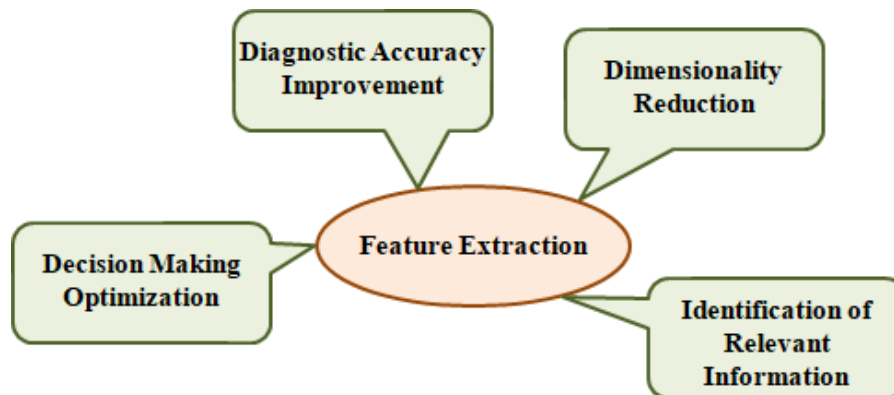 Diagnostic Accuracy
Improvement
Dimensionality
Reduction
Feature Extraction
Decision Making
Optimization
Identification of
Relevant
Information